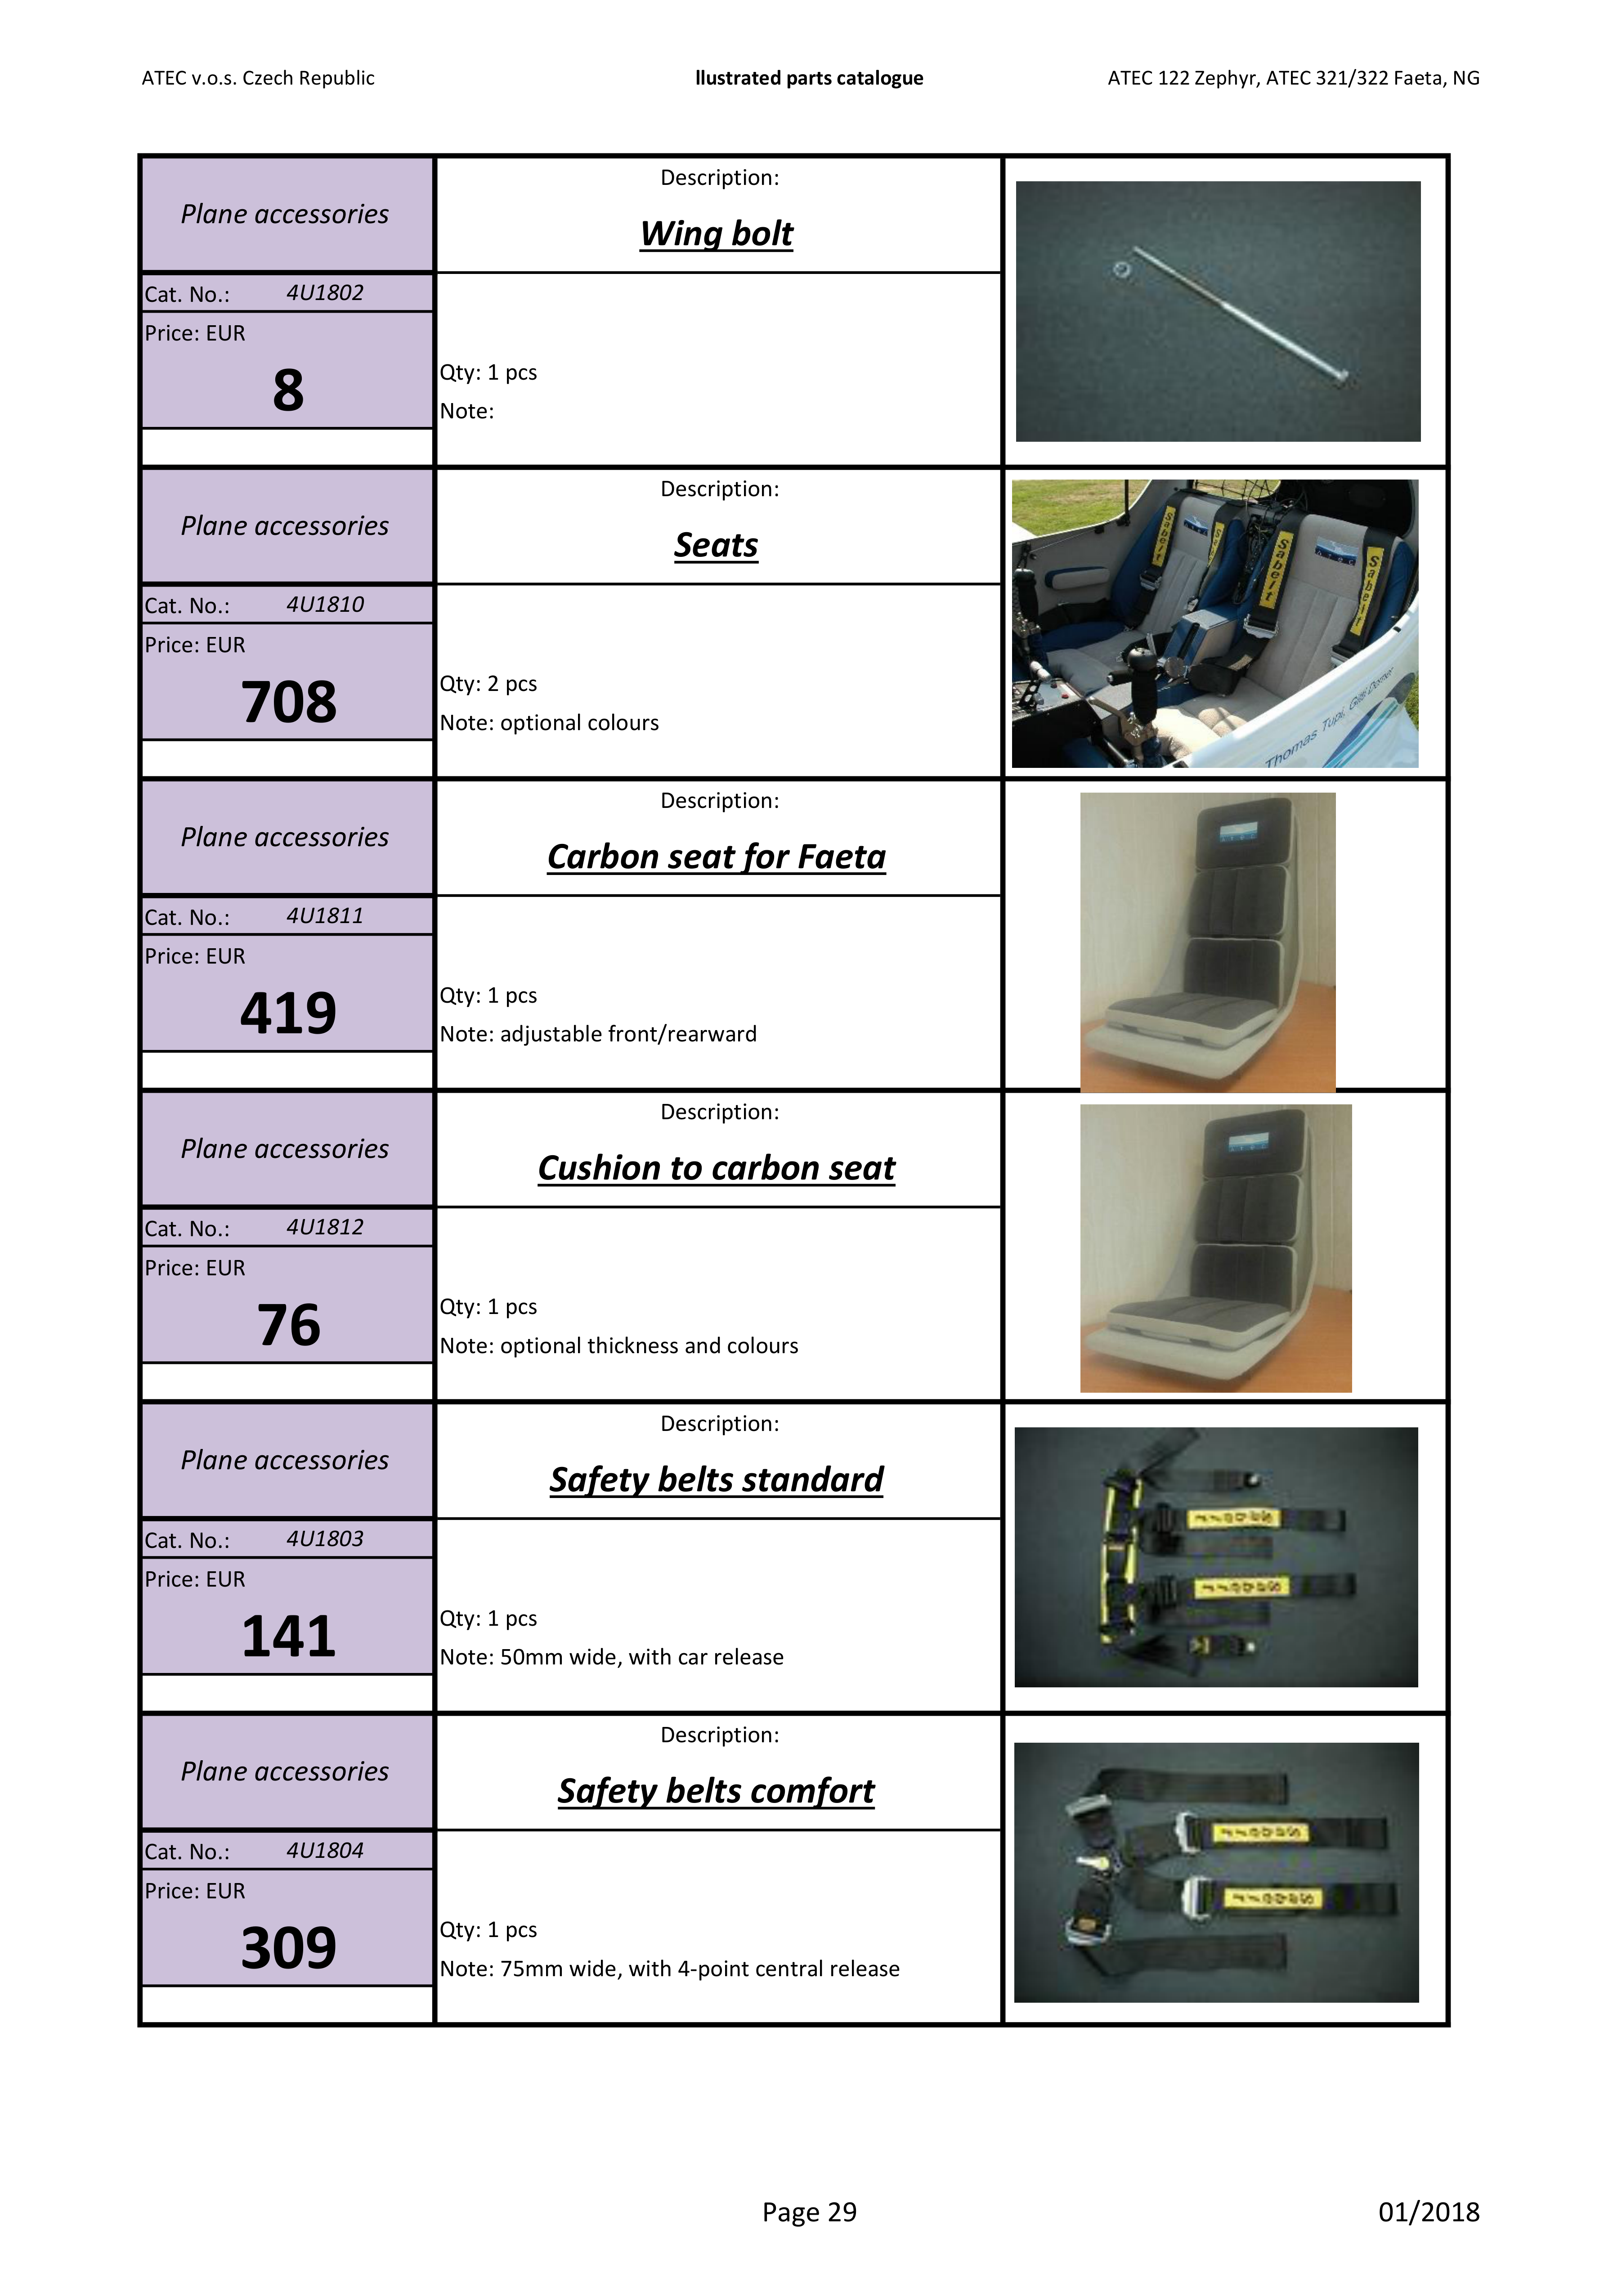 ATEC v.o.s. Czech Republic
llustrated parts catalogue
ATEC 122 Zephyr, ATEC 321/322 Faeta, NG
Plane accessories
Description:
Wing bolt
Cat. No.: 4U1802
Price: EUR
8
Qty: 1 pcs
Note:
Plane accessories
Description:
Seats
Cat. No.: 4U1810
Price: EUR
708
Qty: 2 pcs
Note: optional colours
Sabelt
Sabelt
Sabelt
Sabelt
atec
Thomas Tupi,
Plane accessories
Description:
Carbon seat for Faeta
Cat. No.: 4U1811
Price: EUR
419
Qty: 1 pcs
Note: adjustable front/rearward
Plane accessories
Description:
Cushion to carbon seat
Cat. No.: 4U1812
Price: EUR
76
Qty: 1 pcs
Note: optional thickness and colours
Plane accessories
Description:
Safety belts standard
Cat. No.: 4U1803
Price: EUR
141
Qty: 1 pcs
Note: 50mm wide, with car release
Plane accessories
Description:
Safety belts comfort
Cat. No.: 4U1804
Price: EUR
309
Qty: 1 pcs
Note: 75mm wide, with 4-point central release
Page 29
01/2018